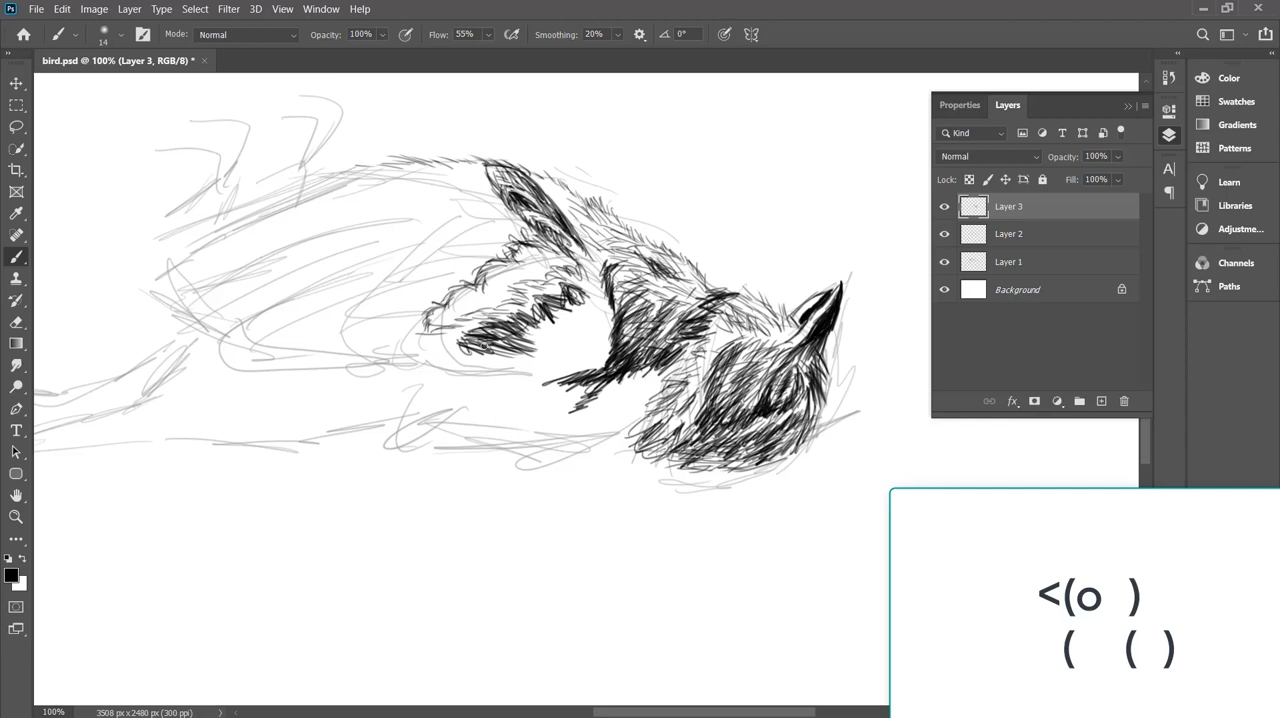 Ps File Edit Image Layer Type Select Filter 3D View Window Help
14 Mode: Normal Opacity: 100% Flow: 55% Smoothing: 20% 0°
bird.psd @ 100% (Layer 3, RGB/8) *
Properties Layers
Kind
Normal Opacity: 100%
Lock: Fill: 100%
Layer 3
Layer 2
Layer 1
Background
Color
Swatches
Gradients
Patterns
Learn
Libraries
Adjustme...
Channels
Paths
<(o )
( ( )
100% 3508 px x 2480 px (300 ppi)